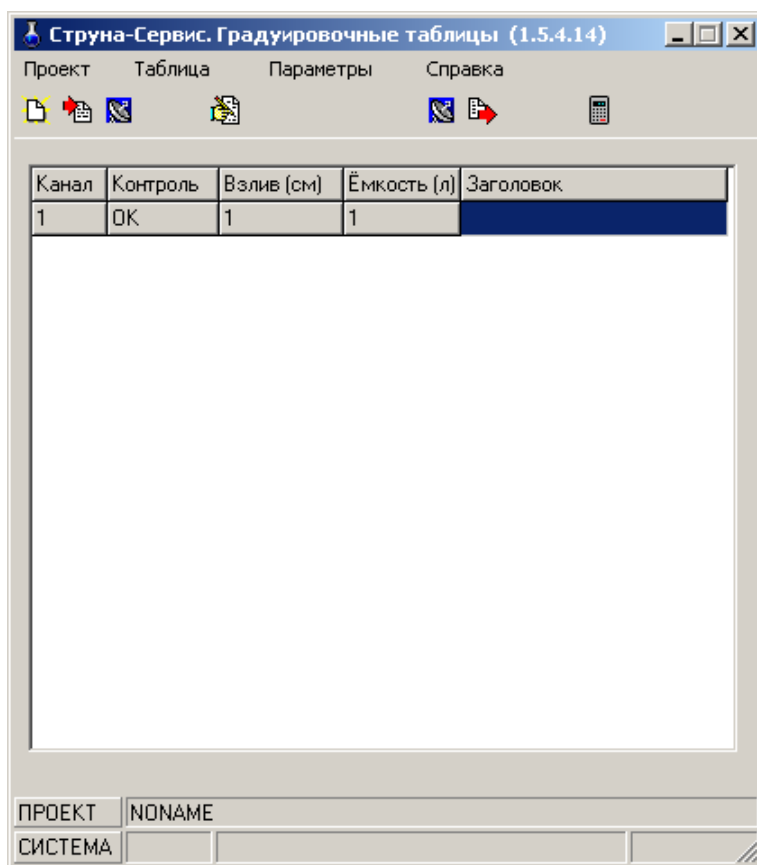 Струна-Сервис. Градуировочные таблицы (1.5.4.14)
Проект Таблица Параметры Справка
Канал Контроль Взлив (см) Ёмкость (л) Заголовок
1 OK 1 1
ПРОЕКТ NONAME
СИСТЕМА